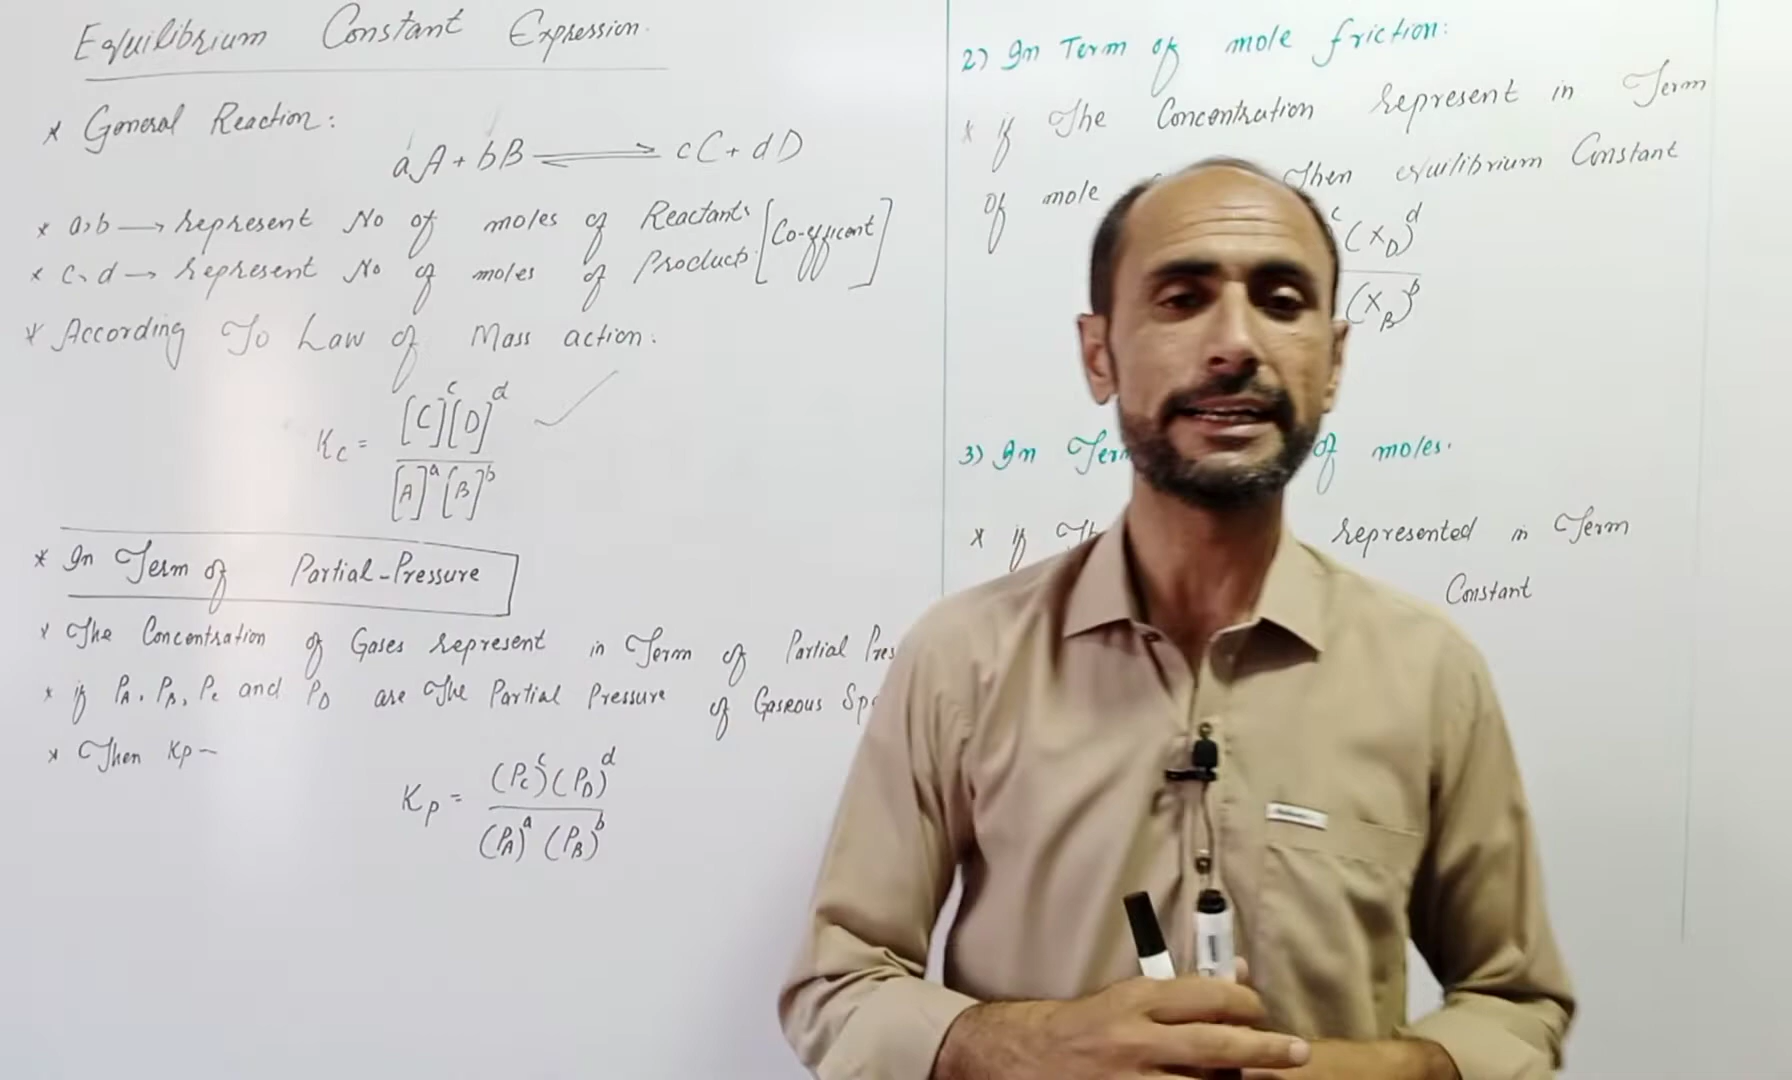 Equilibrium Constant Expression.
* General Reaction:
aA + bB ⇌ cC + dD
* a,b → represent No of moles of Reactants [Co-efficent]
* C, d → represent No of moles of Products.
* According To Law of Mass action.
Kc = [C]^c [D]^d / [A]^a [B]^b
* In Term of Partial-Pressure
* The Concentration of Gases represent in Term of Partial Pres
* if PA, PB, Pc and PD are The Partial Pressure of Gaseous Sp
* Then Kp –
Kp = (Pc)^c (PD)^d / (PA)^a (PB)^b
2) In Term of mole friction:
* if The Concentration represent in Term
of mole Then equilibrium Constant
c (XD)^d
(XB)^b
3) In Ter of moles.
* if Th represented in Term
Constant